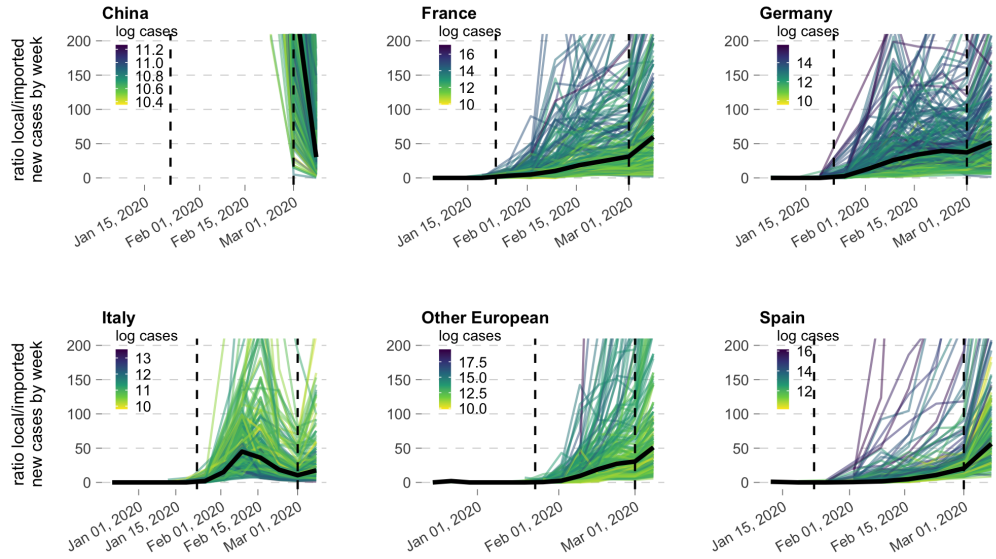 China
France
Germany
log cases
log cases
log cases
ratio local/imported
new cases by week
200
150
100
50
0
11.2
11.0
10.8
10.6
10.4
Jan 15, 2020
Feb 01, 2020
Feb 15, 2020
Mar 01, 2020
200
150
100
50
0
16
14
12
10
Jan 15, 2020
Feb 01, 2020
Feb 15, 2020
Mar 01, 2020
200
150
100
50
0
14
12
10
Jan 15, 2020
Feb 01, 2020
Feb 15, 2020
Mar 01, 2020
Italy
Other European
Spain
log cases
log cases
log cases
ratio local/imported
new cases by week
200
150
100
50
0
13
12
11
10
Jan 01, 2020
Jan 15, 2020
Feb 01, 2020
Feb 15, 2020
Mar 01, 2020
200
150
100
50
0
17.5
15.0
12.5
10.0
Jan 01, 2020
Feb 01, 2020
Mar 01, 2020
200
150
100
50
0
16
14
12
Jan 15, 2020
Feb 01, 2020
Feb 15, 2020
Mar 01, 2020